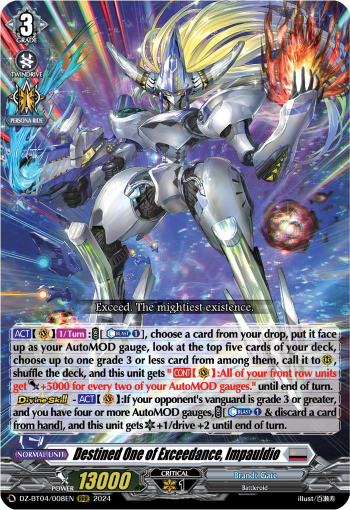 3
GRADE
TWINDRIVE
PERSONA RIDE
Exceed. The mightiest existence.
ACT [ ] 1/Turn : [ BLAST 1 ], choose a card from your drop, put it face
up as your AutoMOD gauge, look at the top five cards of your deck,
choose up to one grade 3 or less card from among them, call it to
shuffle the deck, and this unit gets "CONT [ ]:All of your front row units
get +5000 for every two of your AutoMOD gauges." until end of turn.
Divine Skill - ACT [ ]:If your opponent's vanguard is grade 3 or greater,
and you have four or more AutoMOD gauges, [ BLAST 1 & discard a card
from hand], and this unit gets +1/drive +2 until end of turn.
NORMAL UNIT
Destined One of Exceedance, Impauldio
POWER 13000
CRITICAL
1
Brandt Gate
Battleroid
DZ-BT04/008EN RRR 2024
illust/百瀬寿